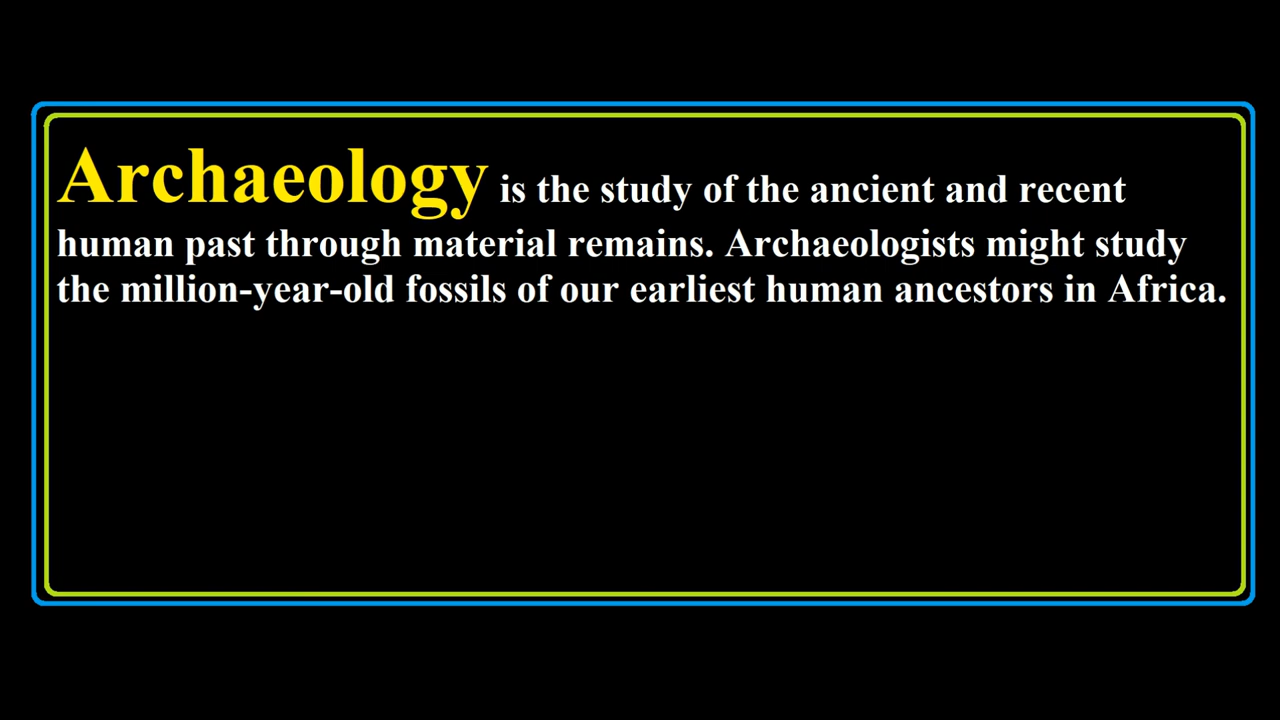 Archaeology is the study of the ancient and recent
human past through material remains. Archaeologists might study
the million-year-old fossils of our earliest human ancestors in Africa.